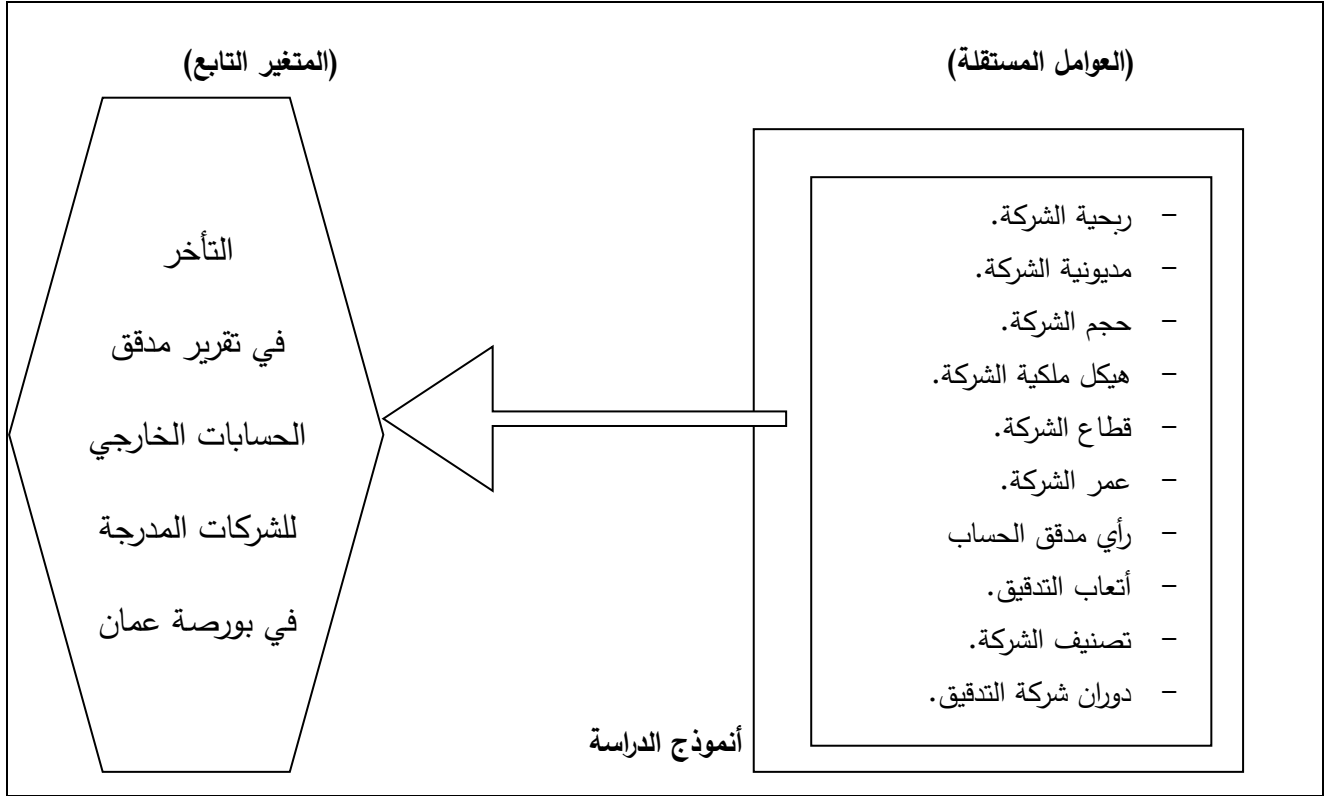 (العوامل المستقلة)
(المتغير التابع)
- ربحية الشركة.
- مديونية الشركة.
- حجم الشركة.
- هيكل ملكية الشركة.
- قطاع الشركة.
- عمر الشركة.
- رأي مدقق الحساب
- أتعاب التدقيق.
- تصنيف الشركة.
- دوران شركة التدقيق.
التأخر
في تقرير مدقق
الحسابات الخارجي
للشركات المدرجة
في بورصة عمان
أنموذج الدراسة